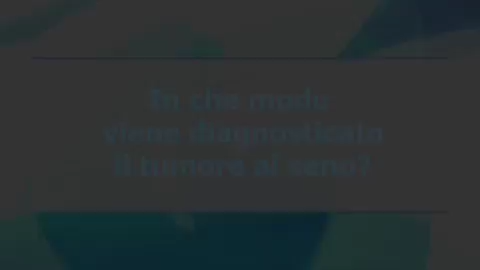 In che modo
viene diagnosticato
il tumore al seno?